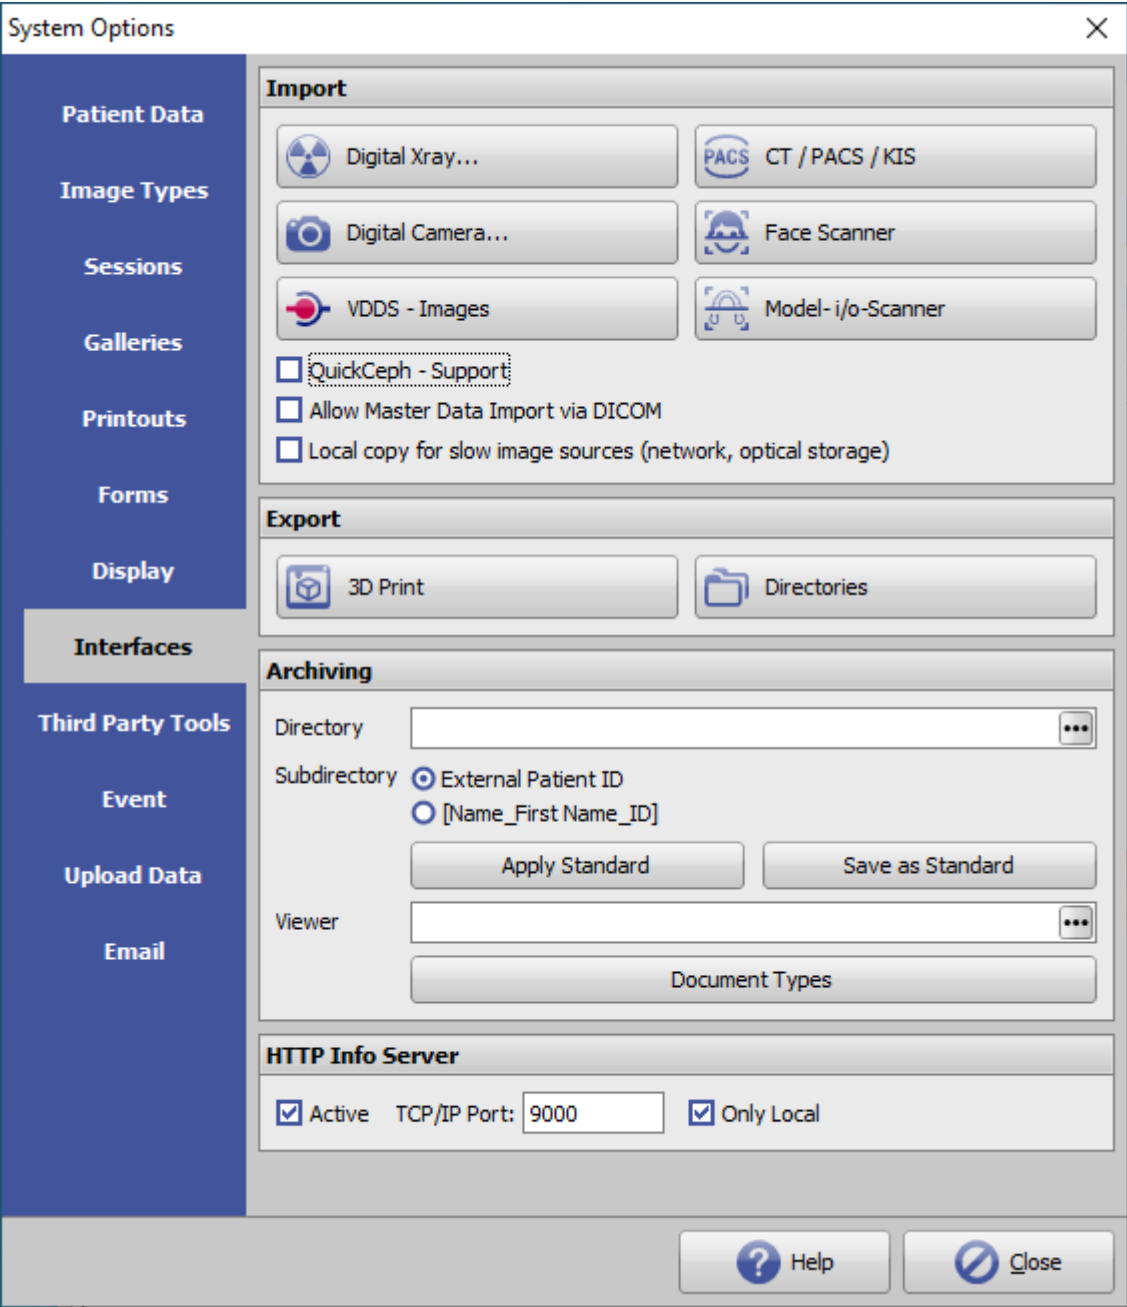 System Options
Patient Data
Image Types
Sessions
Galleries
Printouts
Forms
Display
Interfaces
Third Party Tools
Event
Upload Data
Email
Import
Digital Xray...
PACS CT / PACS / KIS
Digital Camera...
Face Scanner
VDDS - Images
Model- i/o-Scanner
QuickCeph - Support
Allow Master Data Import via DICOM
Local copy for slow image sources (network, optical storage)
Export
3D Print
Directories
Archiving
Directory
Subdirectory External Patient ID
[Name_First Name_ID]
Apply Standard Save as Standard
Viewer
Document Types
HTTP Info Server
Active TCP/IP Port: 9000 Only Local
Help Close